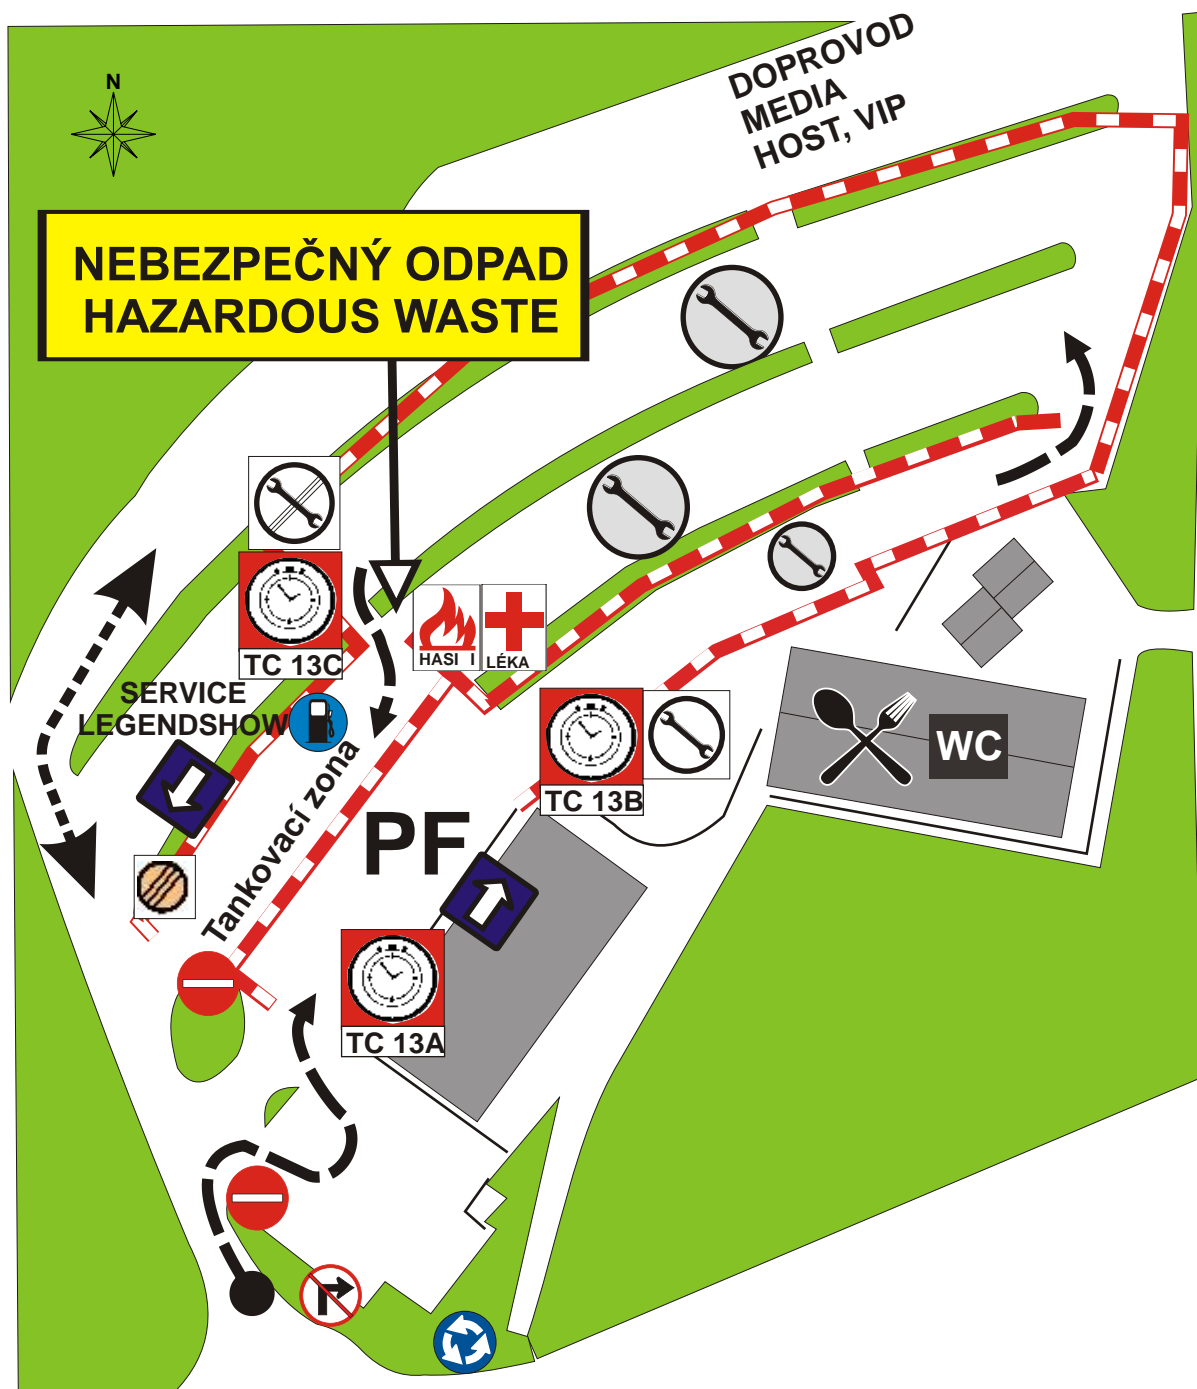 DOPROVOD
MEDIA
HOST, VIP
N
NEBEZPEČNÝ ODPAD
HAZARDOUS WASTE
HASI I
LÉKA
TC 13C
SERVICE
LEGENDSHOW
Tankovací zona
TC 13B
WC
PF
TC 13A